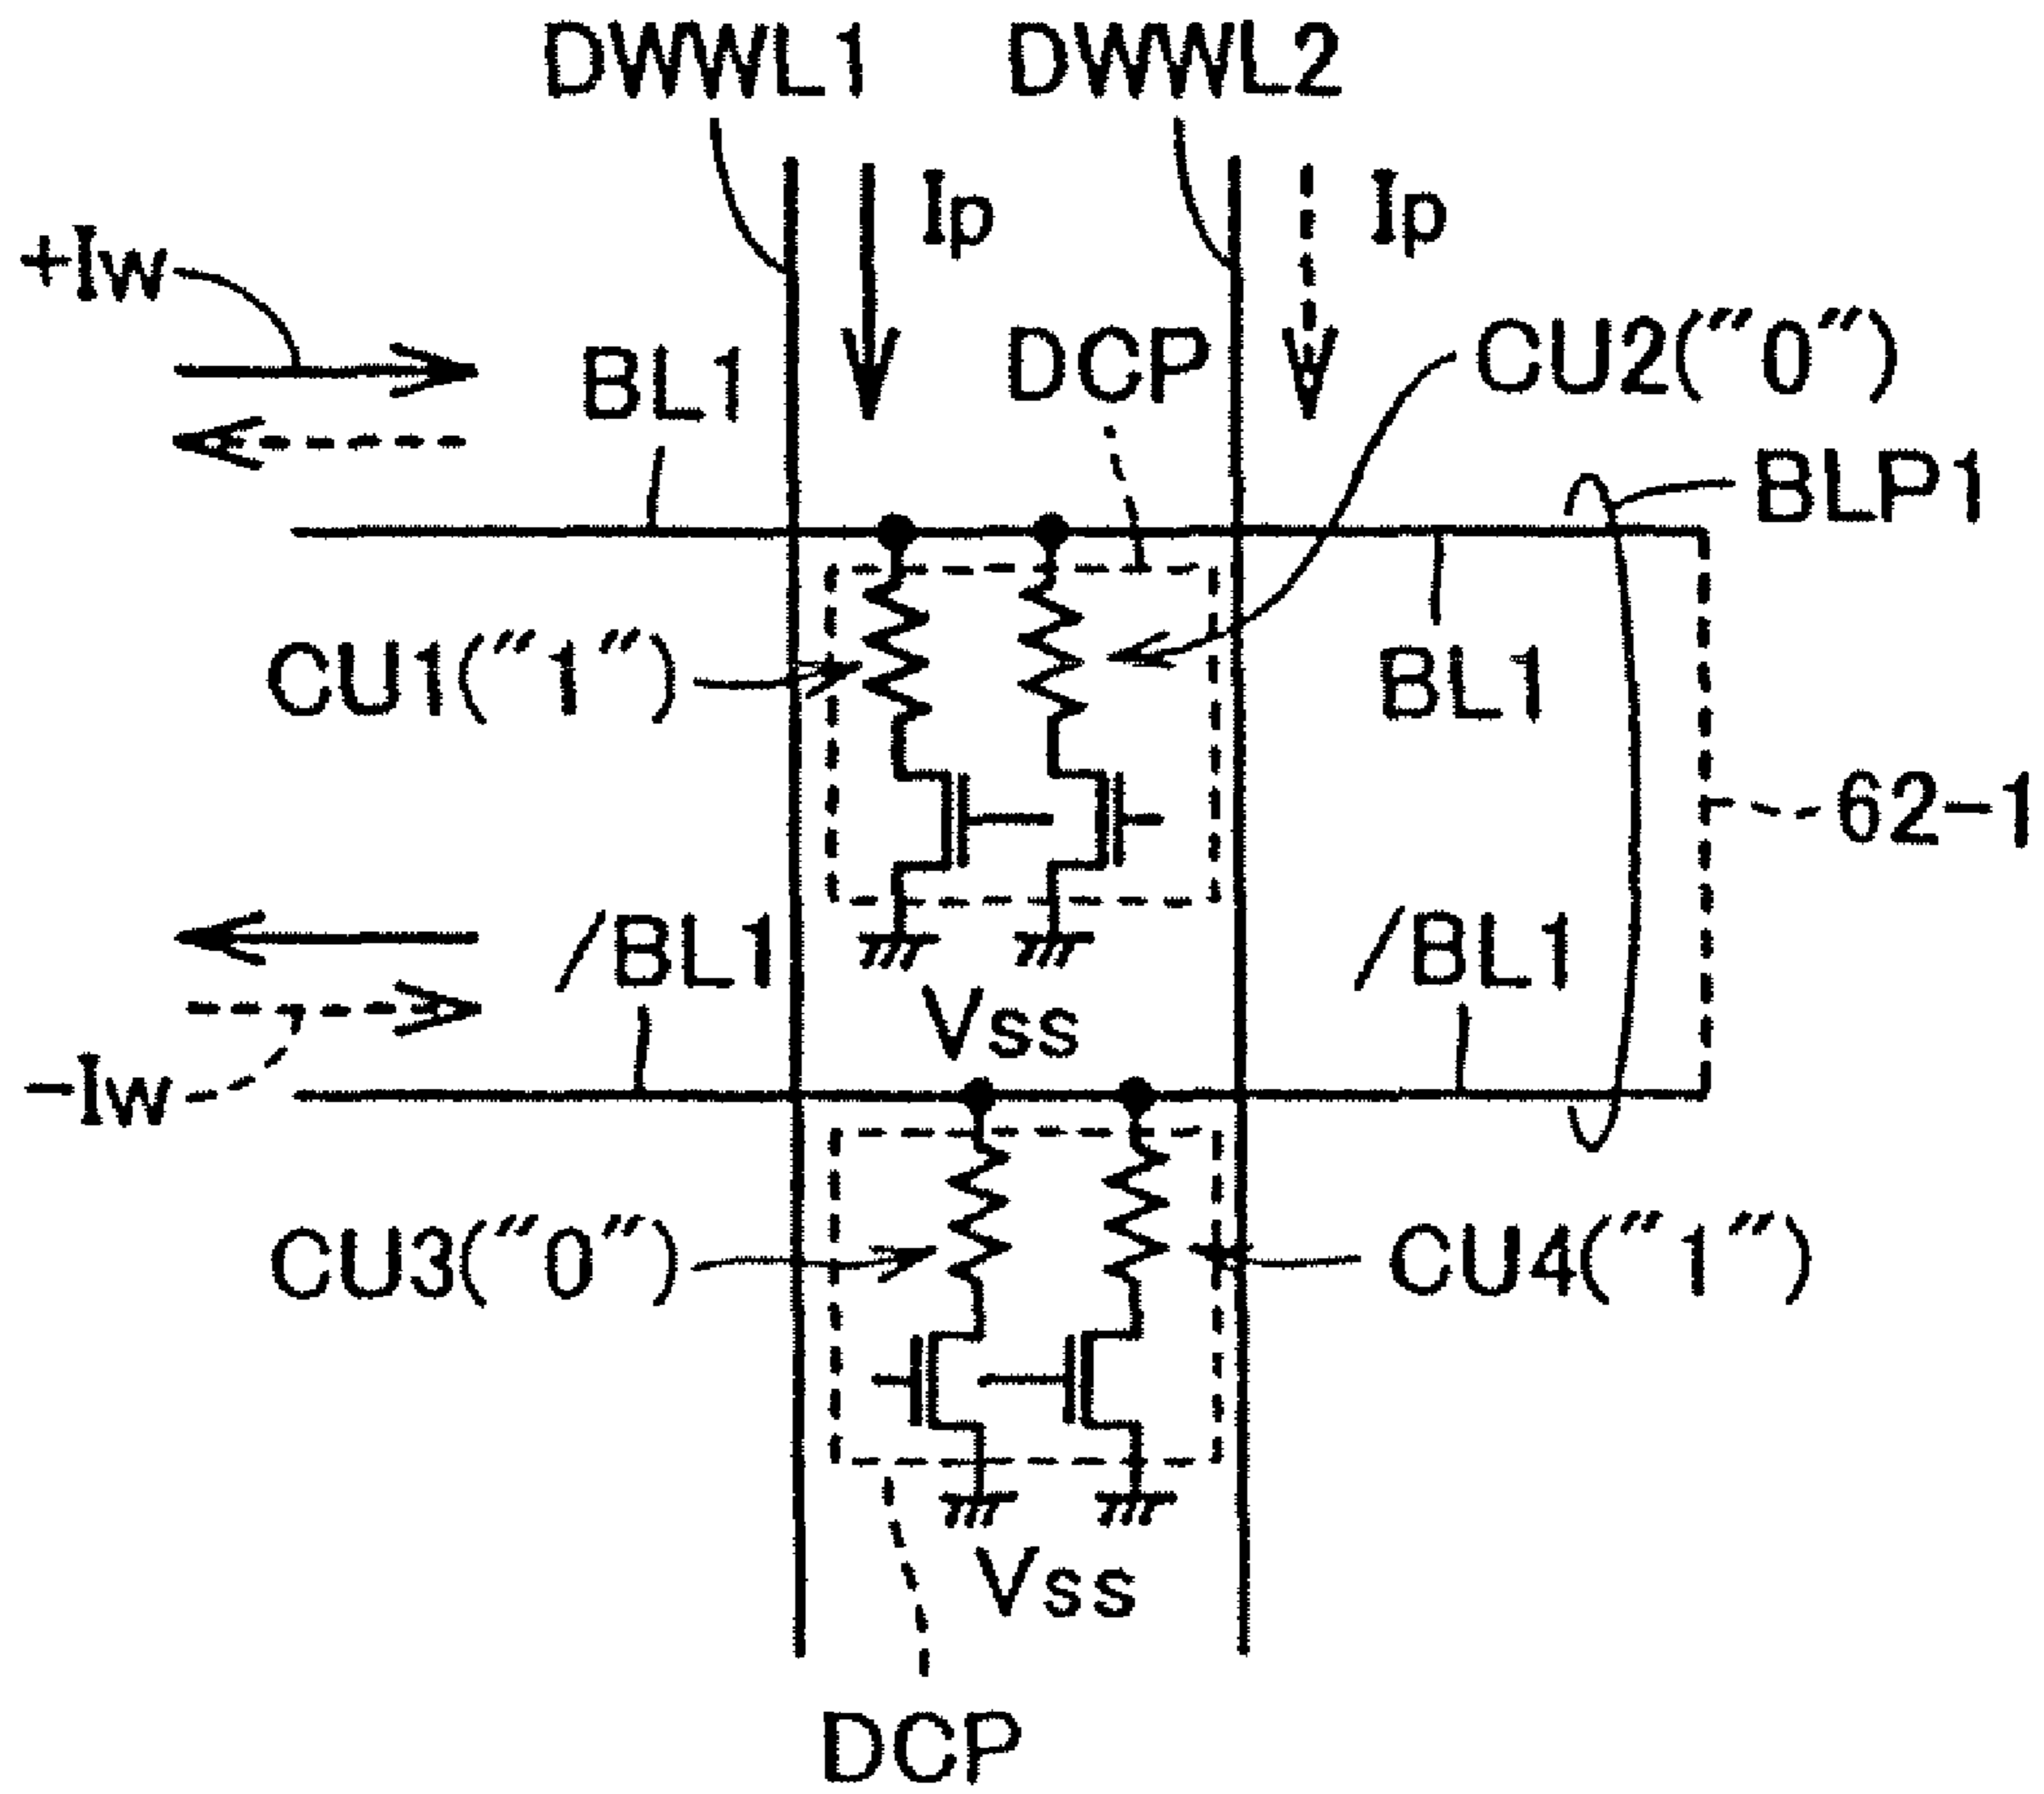 DWWL1 DWWL2
Ip Ip
+Iw
BL1 DCP CU2("0")
BLP1
CU1("1") BL1
62-1
/BL1 /BL1
Vss
-Iw
CU3("0") CU4("1")
Vss
DCP